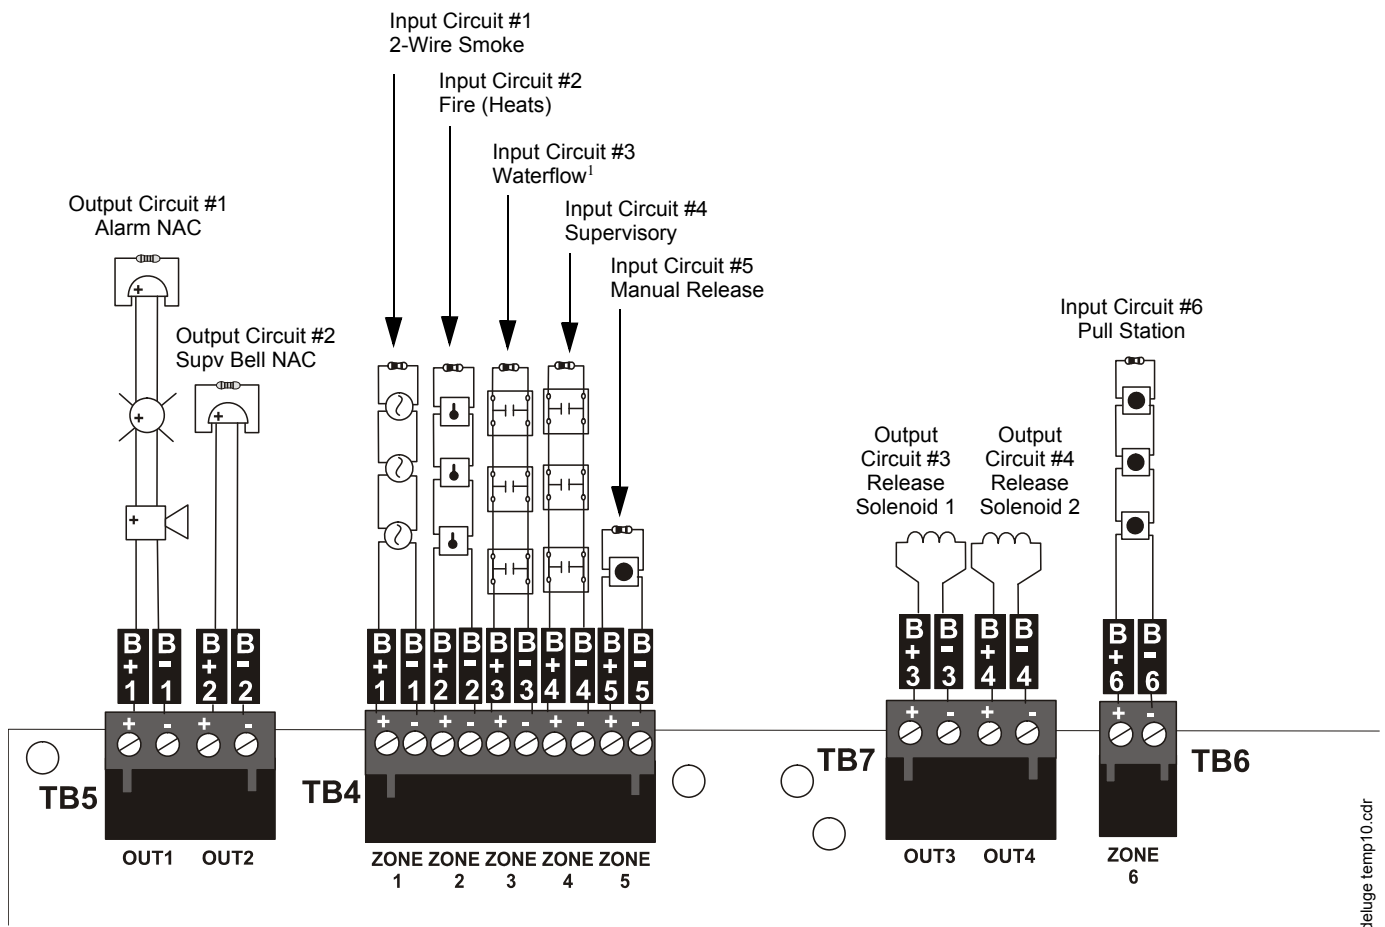 Input Circuit #1
2-Wire Smoke
Input Circuit #2
Fire (Heats)
Input Circuit #3
Waterflow1
Input Circuit #4
Supervisory
Input Circuit #5
Manual Release
Output Circuit #1
Alarm NAC
Output Circuit #2
Supv Bell NAC
Input Circuit #6
Pull Station
Output
Circuit #3
Release
Solenoid 1
Output
Circuit #4
Release
Solenoid 2
B+1
B-1
B+2
B-2
B+1
B-1
B+2
B-2
B+3
B-3
B+4
B-4
B+5
B-5
B+3
B-3
B+4
B-4
B+6
B-6
+ - + -
+ - + - + - + - + -
+ - + -
+ -
TB5
TB4
TB7
TB6
OUT1 OUT2
ZONE ZONE ZONE ZONE ZONE
1 2 3 4 5
OUT3 OUT4
ZONE
6
deluge temp10.cdr